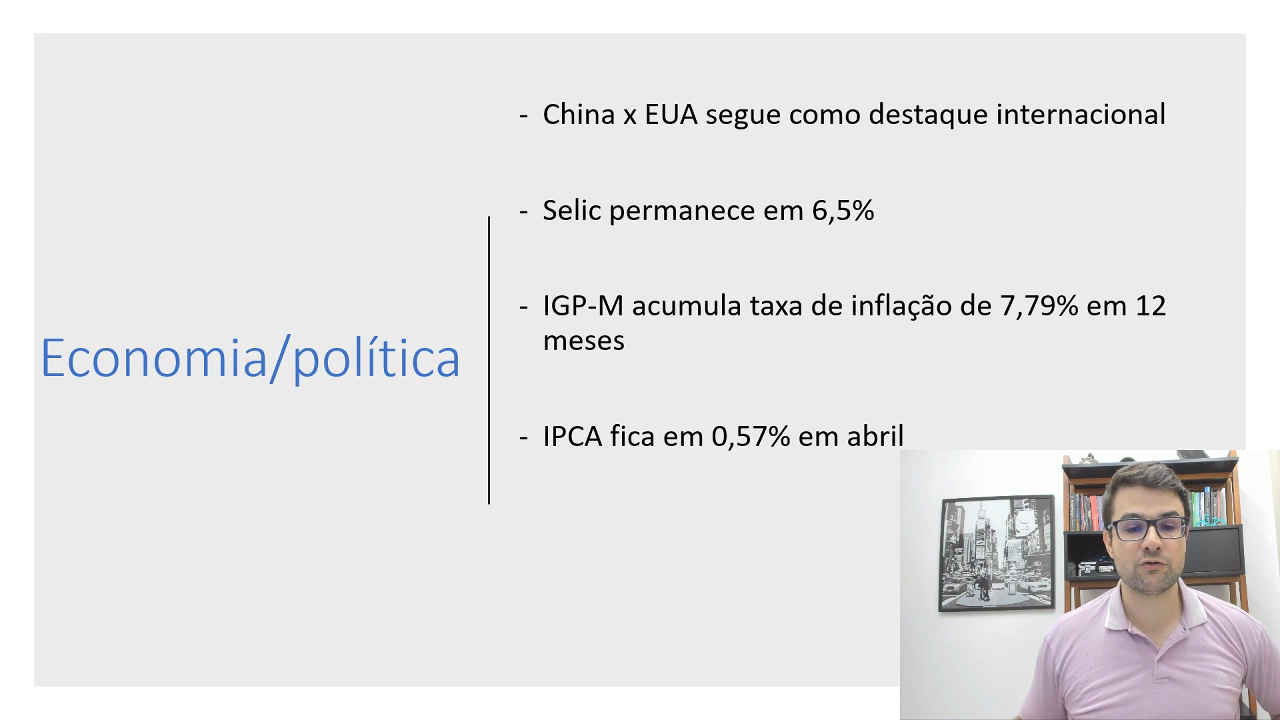 Economia/política
- China x EUA segue como destaque internacional
- Selic permanece em 6,5%
- IGP-M acumula taxa de inflação de 7,79% em 12
meses
- IPCA fica em 0,57% em abril